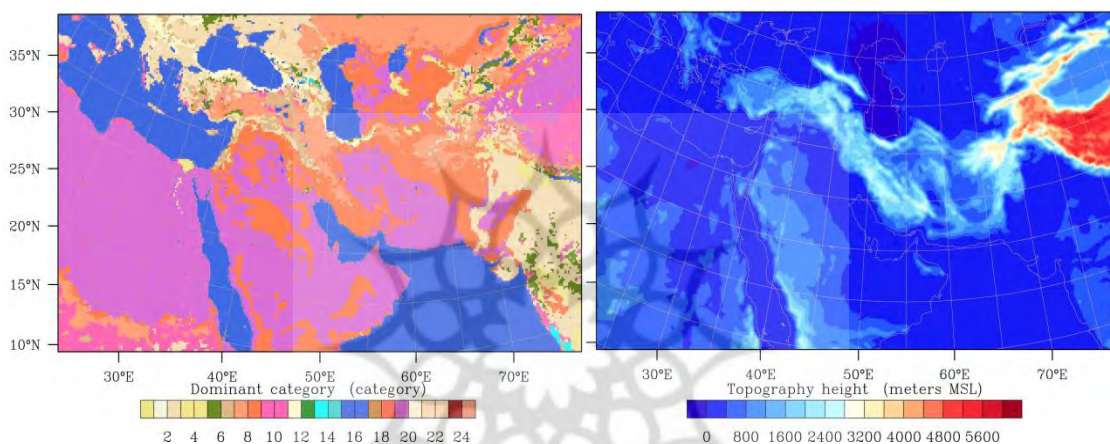 35°N
30°N
25°N
20°N
15°N
10°N
30°E 40°E 50°E 60°E 70°E
Dominant category (category)
2 4 6 8 10 12 14 16 18 20 22 24
30°E 40°E 50°E 60°E 70°E
Topography height (meters MSL)
0 800 1600 2400 3200 4000 4800 5600